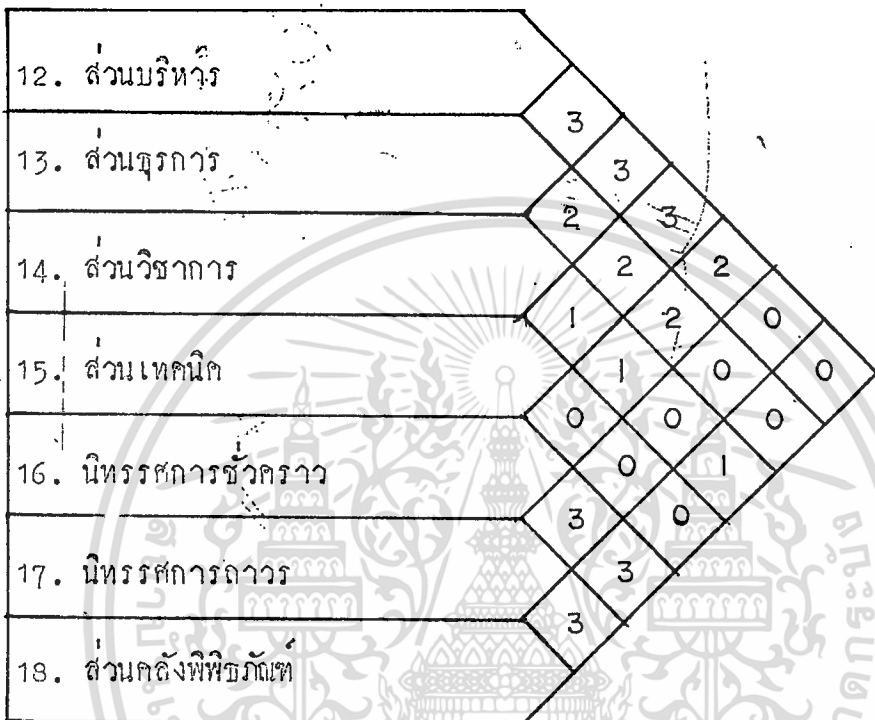 12. ส่วนบริหาร
13. ส่วนธุรการ
14. ส่วนวิชาการ
15. ส่วนเทคนิค
16. นิทรรศการชั่วคราว
17. นิทรรศการถาวร
18. ส่วนคลังพิพิธภัณฑ์
3
3
2 3
2 2
1 2 0
1 0 0
0 0 0
0 1
3 0
3
3